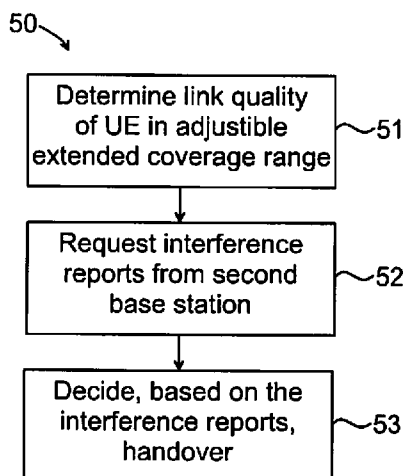 50
Determine link quality
of UE in adjustible
extended coverage range
51
Request interference
reports from second
base station
52
Decide, based on the
interference reports,
handover
53